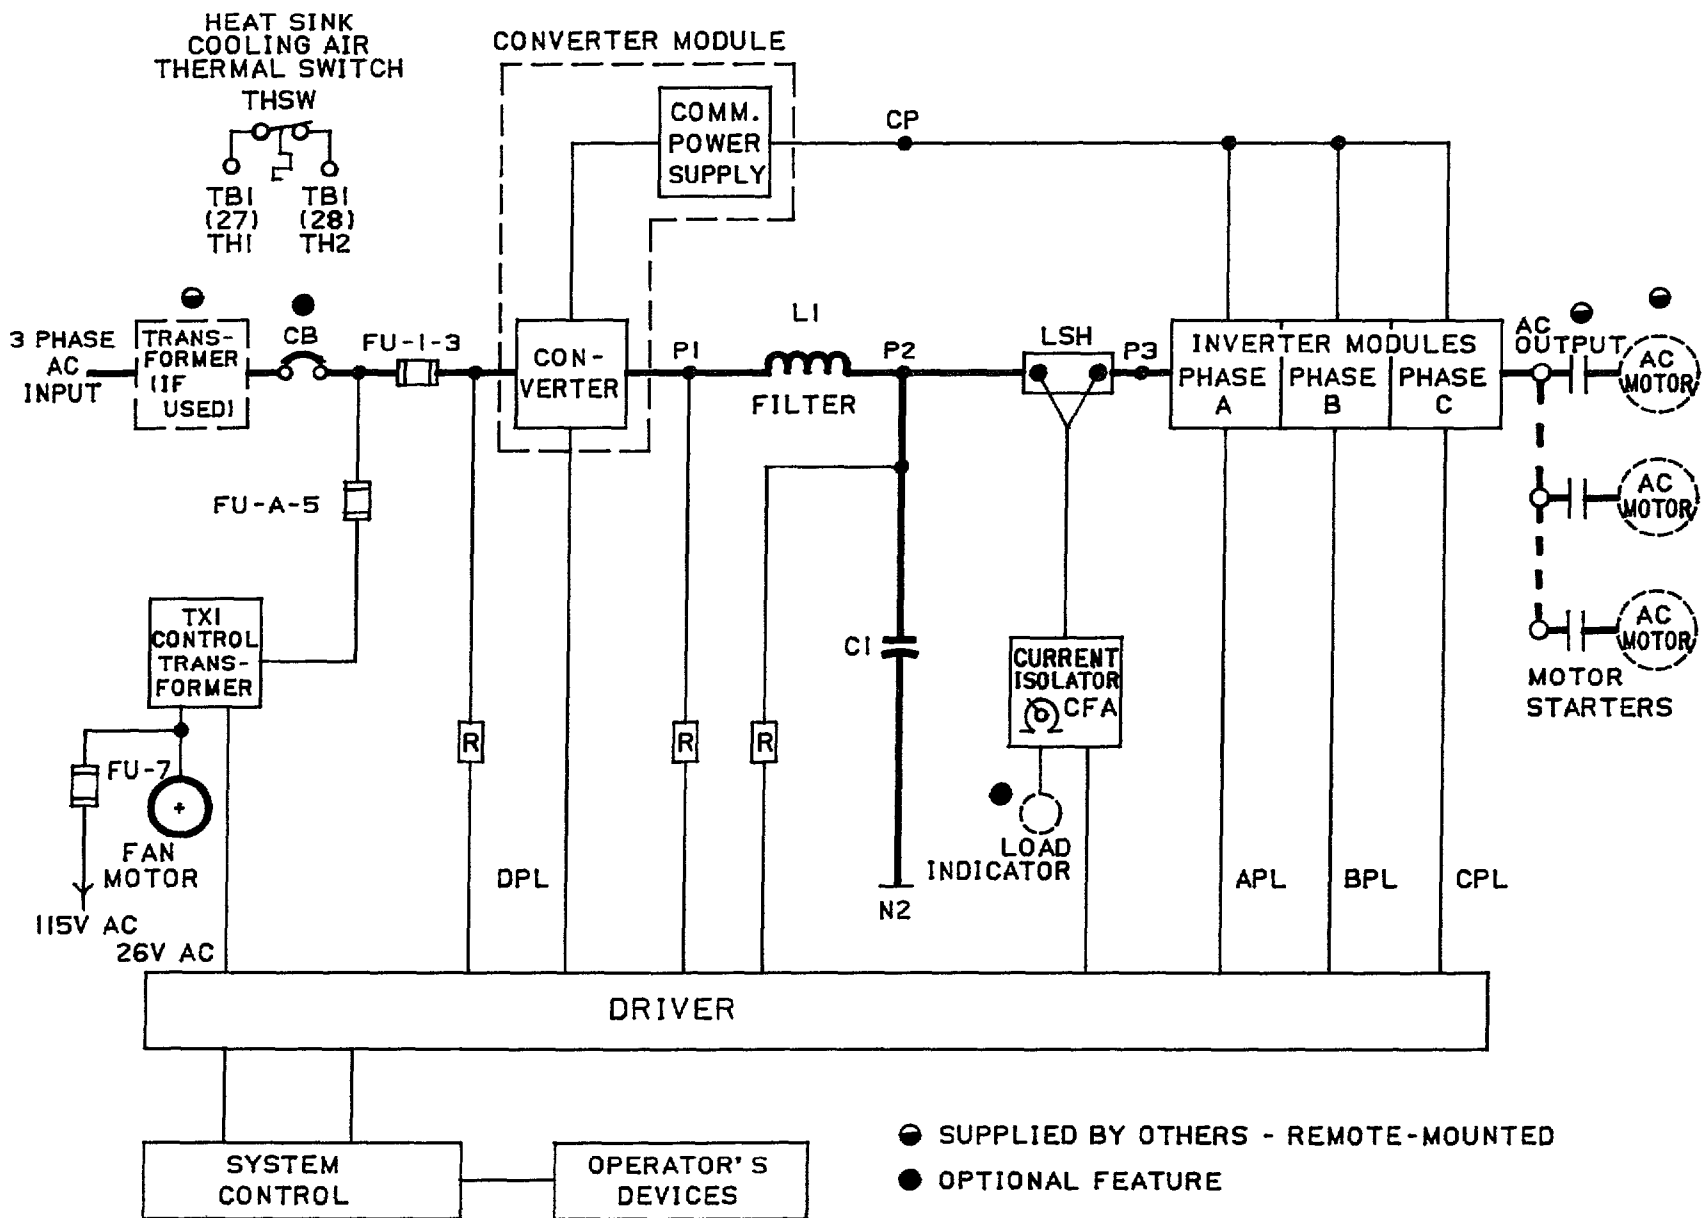 HEAT SINK
COOLING AIR
THERMAL SWITCH
THSW
TB1
(27)
TH1
TB1
(28)
TH2
CONVERTER MODULE
COMM.
POWER
SUPPLY
CP
3 PHASE
AC
INPUT
TRANS-
FORMER
(IF
USED)
CB
FU-1-3
CON-
VERTER
P1
L1
FILTER
P2
LSH
P3
INVERTER MODULES
PHASE
A
PHASE
B
PHASE
C
AC
OUTPUT
AC
MOTOR
AC
MOTOR
AC
MOTOR
MOTOR
STARTERS
FU-A-5
TX1
CONTROL
TRANS-
FORMER
FU-7
+
FAN
MOTOR
115V AC
26V AC
R
R
R
C1
N2
CURRENT
ISOLATOR
CFA
LOAD
INDICATOR
DPL
APL
BPL
CPL
DRIVER
SYSTEM
CONTROL
OPERATOR'S
DEVICES
SUPPLIED BY OTHERS - REMOTE-MOUNTED
OPTIONAL FEATURE